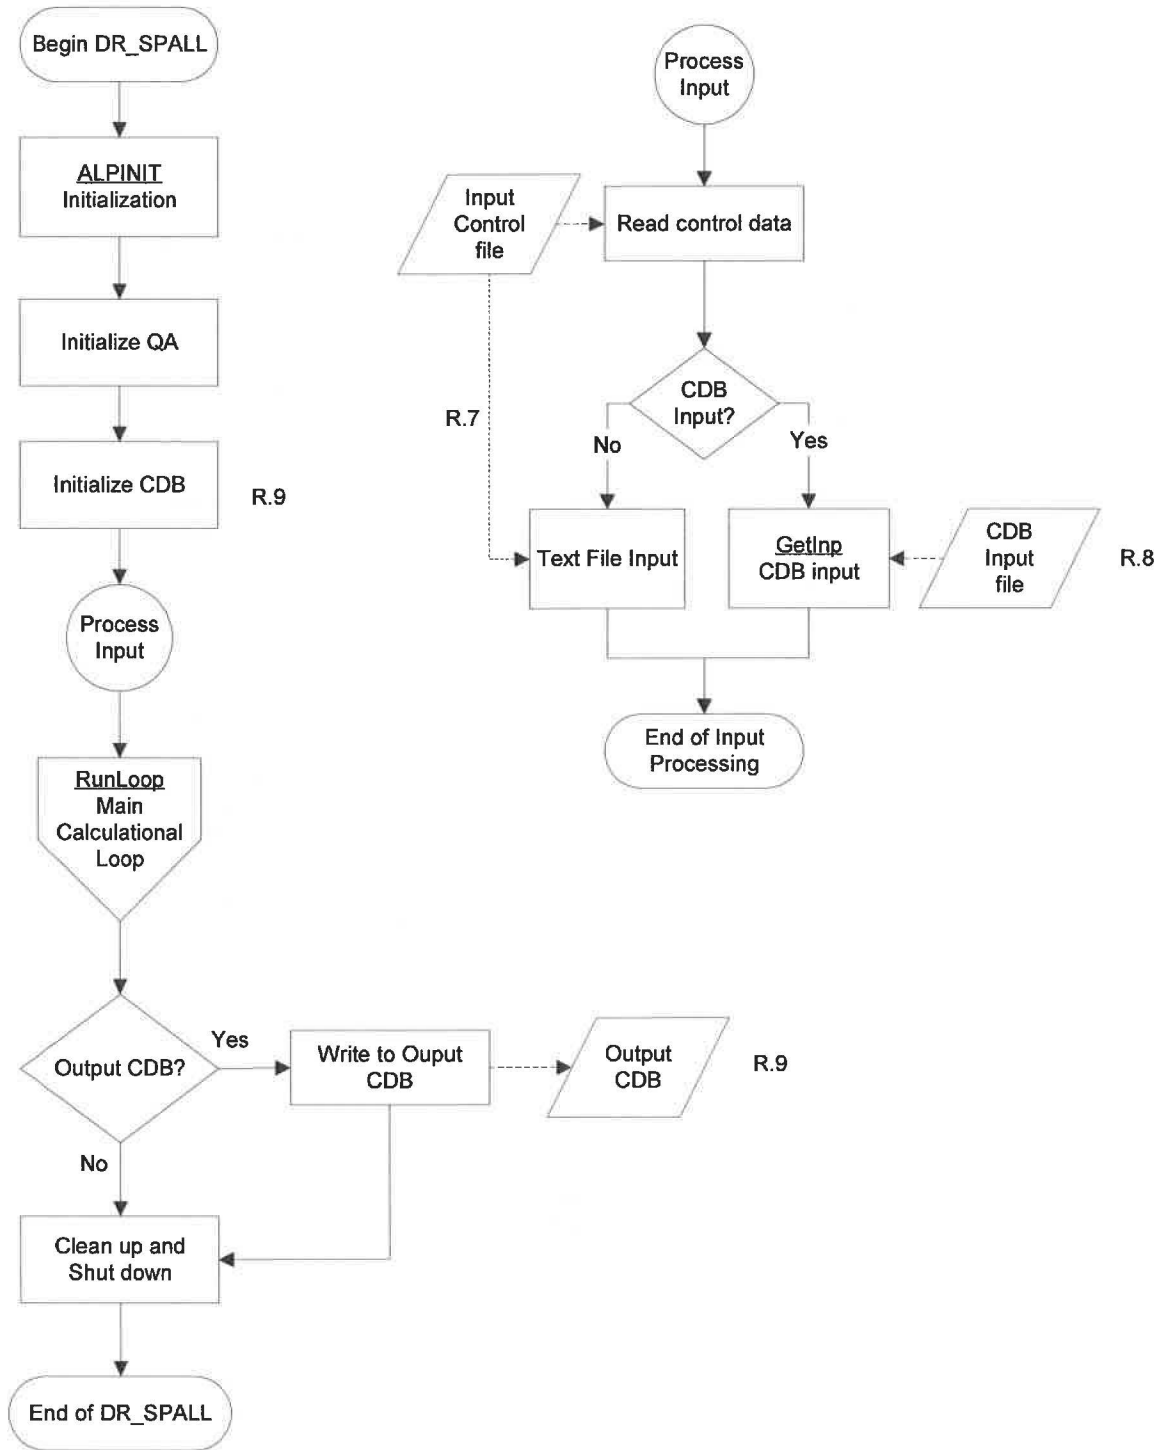 Begin DR_SPALL
ALPINIT
Initialization
Initialize QA
Initialize CDB
R.9
Process
Input
RunLoop
Main
Calculational
Loop
Output CDB?
Yes
No
Write to Ouput
CDB
Output
CDB
R.9
Clean up and
Shut down
End of DR_SPALL
Process
Input
Input
Control
file
Read control data
R.7
CDB
Input?
No
Yes
Text File Input
GetInp
CDB input
CDB
Input
file
R.8
End of Input
Processing